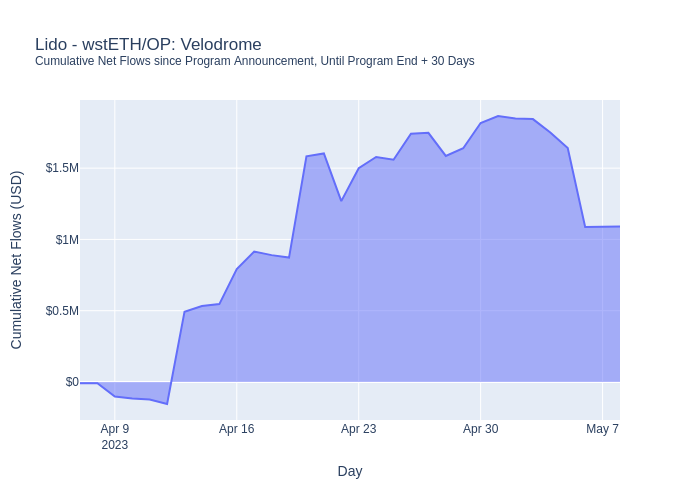 Lido - wstETH/OP: Velodrome
Cumulative Net Flows since Program Announcement, Until Program End + 30 Days
Cumulative Net Flows (USD)
$1.5M
$1M
$0.5M
$0
Apr 9
2023
Apr 16
Apr 23
Apr 30
May 7
Day